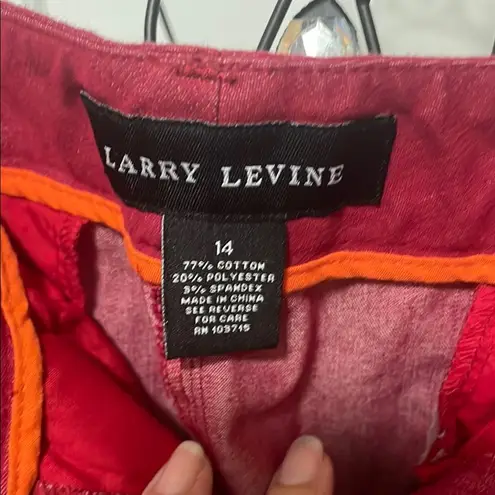 LARRY LEVINE
14
77% COTTON
20% POLYESTER
3% SPANDEX
MADE IN CHINA
SEE REVERSE
FOR CARE
RN 103715